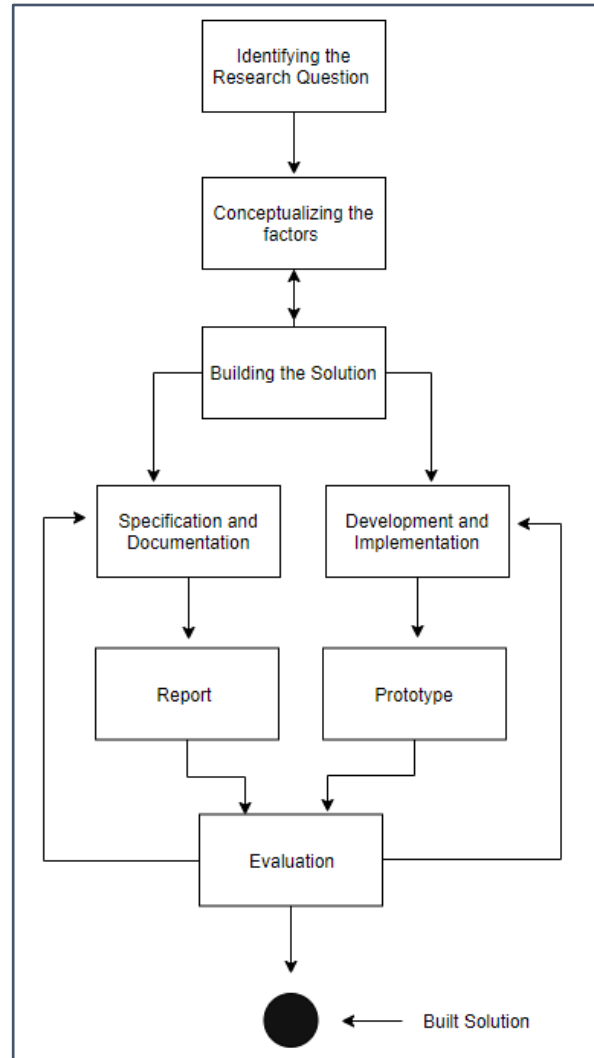 Identifying the
Research Question
Conceptualizing the
factors
Building the Solution
Specification and
Documentation
Development and
Implementation
Report
Prototype
Evaluation
Built Solution